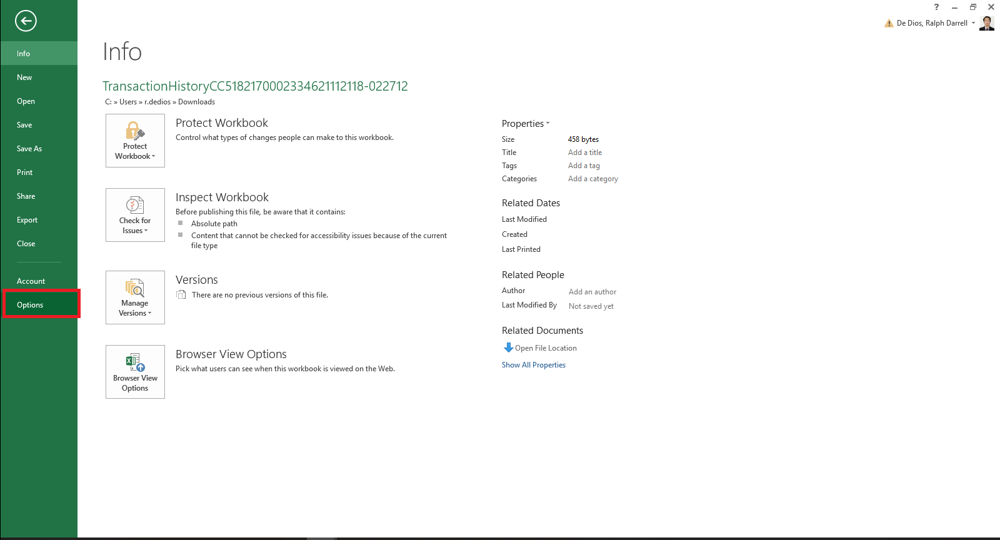 ?
De Dios, Ralph Darrell
Info
Info
New
Open
Save
Save As
Print
Share
Export
Close
Account
Options
TransactionHistoryCC5182170002334621112118-022712
C: » Users » r.dedios » Downloads
Protect
Workbook
Protect Workbook
Control what types of changes people can make to this workbook.
Check for
Issues
Inspect Workbook
Before publishing this file, be aware that it contains:
Absolute path
Content that cannot be checked for accessibility issues because of the current
file type
Manage
Versions
Versions
There are no previous versions of this file.
Browser View
Options
Browser View Options
Pick what users can see when this workbook is viewed on the Web.
Properties
Size 458 bytes
Title Add a title
Tags Add a tag
Categories Add a category
Related Dates
Last Modified
Created
Last Printed
Related People
Author Add an author
Last Modified By Not saved yet
Related Documents
Open File Location
Show All Properties